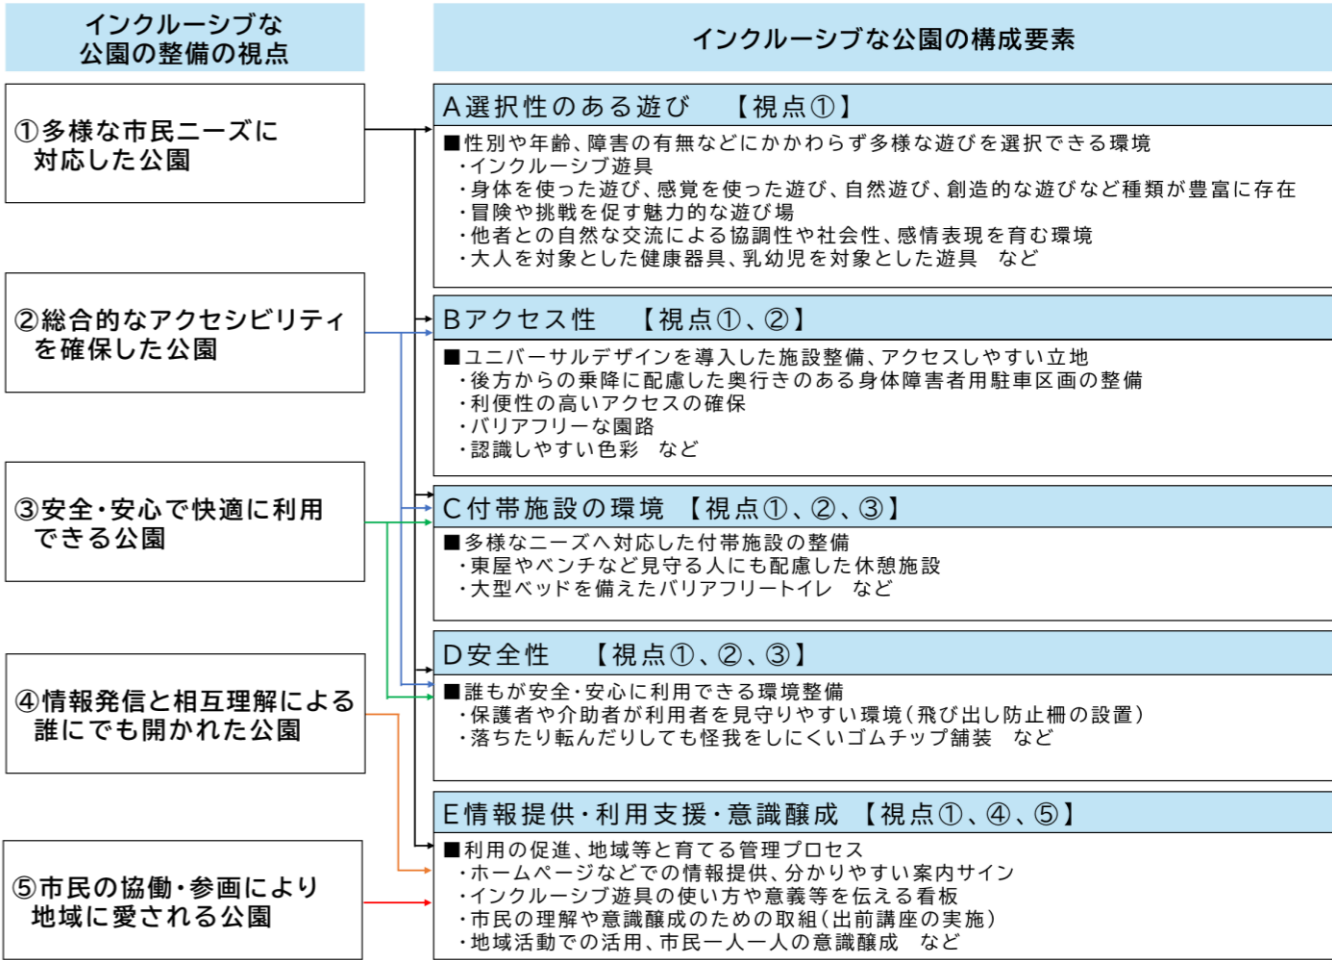 インクルーシブな
公園の整備の視点
①多様な市民ニーズに
対応した公園
②総合的なアクセシビリティ
を確保した公園
③安全・安心で快適に利用
できる公園
④情報発信と相互理解による
誰にでも開かれた公園
⑤市民の協働・参画により
地域に愛される公園
インクルーシブな公園の構成要素
A選択性のある遊び 【視点①】
■性別や年齢、障害の有無などにかかわらず多様な遊びを選択できる環境
・インクルーシブ遊具
・身体を使った遊び、感覚を使った遊び、自然遊び、創造的な遊びなど種類が豊富に存在
・冒険や挑戦を促す魅力的な遊び場
・他者との自然な交流による協調性や社会性、感情表現を育む環境
・大人を対象とした健康器具、乳幼児を対象とした遊具 など
Bアクセス性 【視点①、②】
■ユニバーサルデザインを導入した施設整備、アクセスしやすい立地
・後方からの乗降に配慮した奥行きのある身体障害者用駐車区画の整備
・利便性の高いアクセスの確保
・バリアフリーな園路
・認識しやすい色彩 など
C付帯施設の環境 【視点①、②、③】
■多様なニーズへ対応した付帯施設の整備
・東屋やベンチなど見守る人にも配慮した休憩施設
・大型ベッドを備えたバリアフリートイレ など
D安全性 【視点①、②、③】
■誰もが安全・安心に利用できる環境整備
・保護者や介助者が利用者を見守りやすい環境(飛び出し防止柵の設置)
・落ちたり転んだりしても怪我をしにくいゴムチップ舗装 など
E情報提供・利用支援・意識醸成 【視点①、④、⑤】
■利用の促進、地域等と育てる管理プロセス
・ホームページなどでの情報提供、分かりやすい案内サイン
・インクルーシブ遊具の使い方や意義等を伝える看板
・市民の理解や意識醸成のための取組(出前講座の実施)
・地域活動での活用、市民一人一人の意識醸成 など